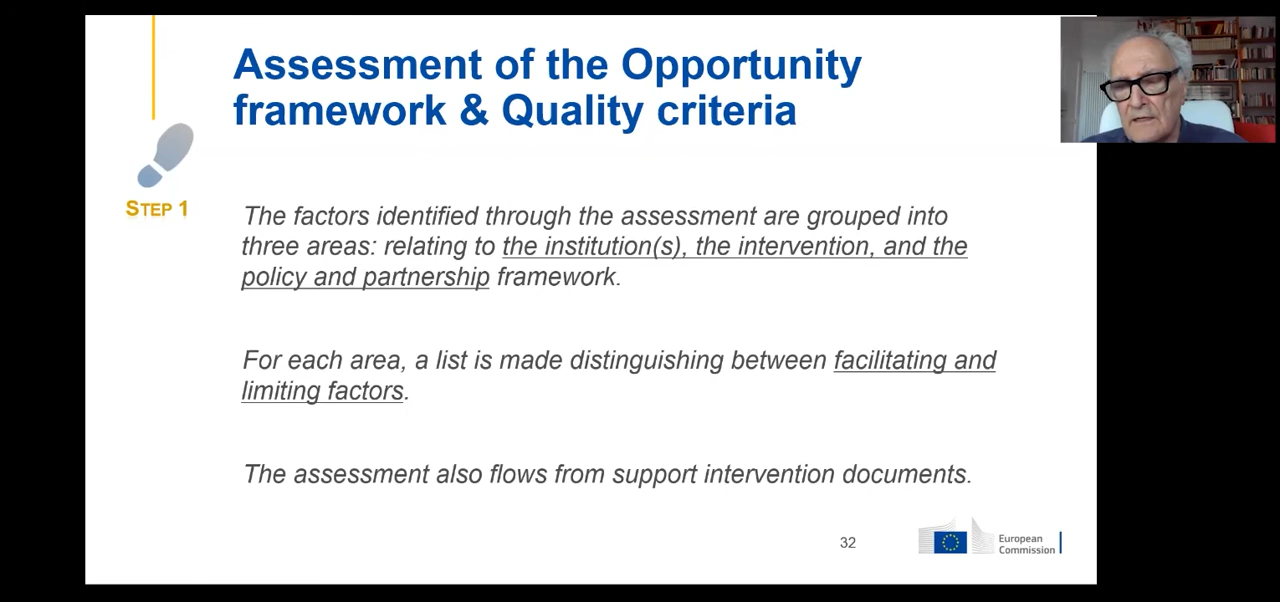 Assessment of the Opportunity
framework & Quality criteria
STEP 1
The factors identified through the assessment are grouped into
three areas: relating to the institution(s), the intervention, and the
policy and partnership framework.
For each area, a list is made distinguishing between facilitating and
limiting factors.
The assessment also flows from support intervention documents.
32
European
Commission